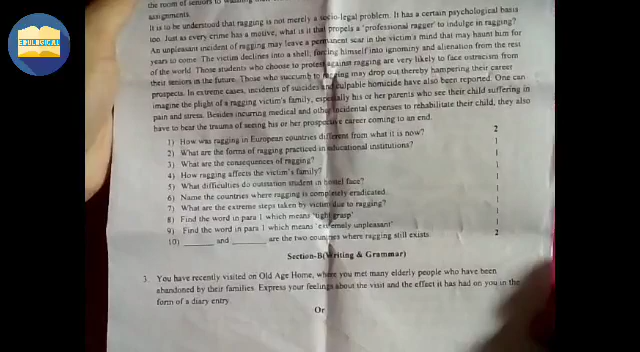 EDULOGICAL
the room of seniors to
assignments.
It is to be understood that ragging is not merely a socio-legal problem. It has a certain psychological basis
too. Just as every crime has a motive, what is it that propels a 'professional ragger' to indulge in ragging?
An unpleasant incident of ragging may leave a permanent scar in the victim's mind that may haunt him for
years to come. The victim declines into a shell, forcing himself into ignominy and alienation from the rest
of the world. Those students who choose to protest against ragging are very likely to face ostracism from
their seniors in the future. Those who succumb to ragging may drop out thereby hampering their career
prospects. In extreme cases, incidents of suicides and culpable homicide have also been reported. One can
imagine the plight of a ragging victim's family, especially his or her parents who see their child suffering in
pain and stress. Besides incurring medical and other incidental expenses to rehabilitate their child, they also
have to bear the trauma of seeing his or her prospective career coming to an end.
1) How was ragging in European countries different from what it is now? 2
2) What are the forms of ragging practiced in educational institutions? 1
3) What are the consequences of ragging? 1
4) How ragging affects the victim's family? 1
5) What difficulties do outstation student in hostel face? 1
6) Name the countries where ragging is completely eradicated. 1
7) What are the extreme steps taken by victim due to ragging? 1
8) Find the word in para 1 which means 'tight grasp' 1
9) Find the word in para 1 which means 'extremely unpleasant' 1
10) ______ and ______ are the two countries where ragging still exists 2
Section-B(Writing & Grammar)
3. You have recently visited on Old Age Home, where you met many elderly people who have been
abandoned by their families. Express your feelings about the visit and the effect it has had on you in the
form of a diary entry.
Or